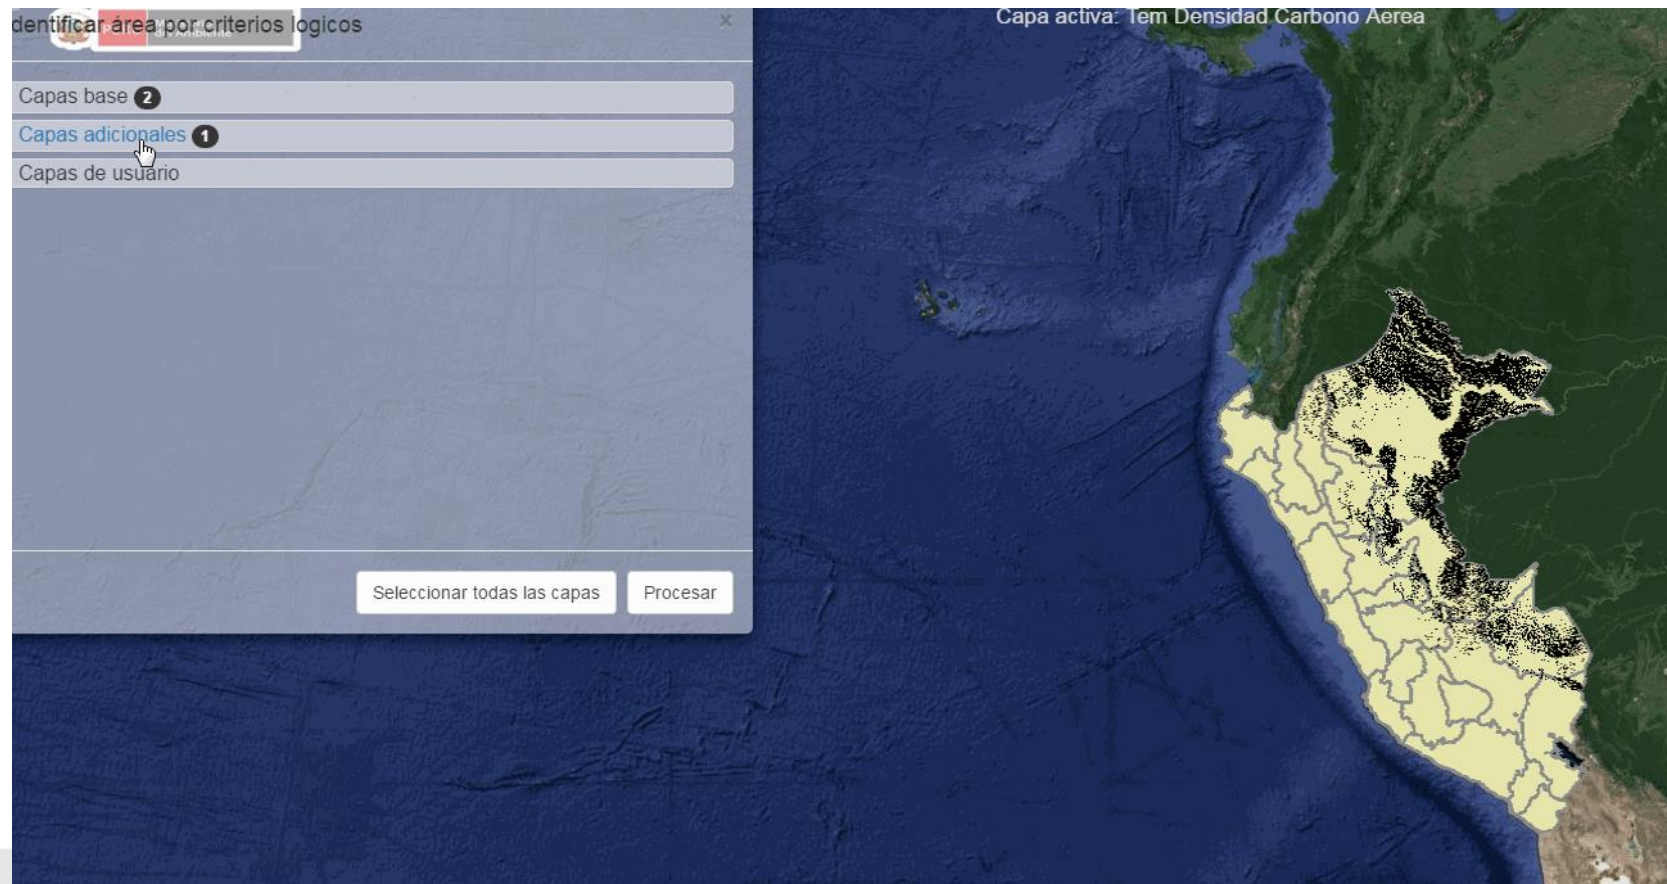 dentificar área por criterios logicos
Capa activa: Tem Densidad Carbono Aerea
x
Capas base 2
Capas adicionales 1
Capas de usuario
Seleccionar todas las capas
Procesar